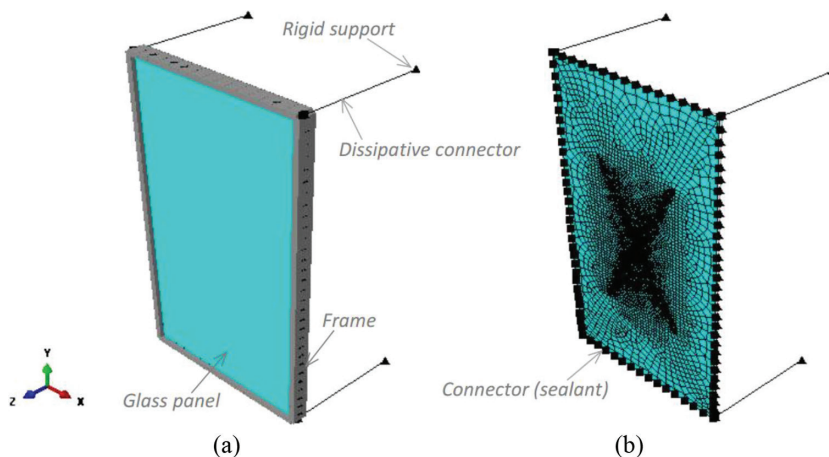 Rigid support
Dissipative connector
Frame
Glass panel
Y
Z
X
(a)
Connector (sealant)
(b)